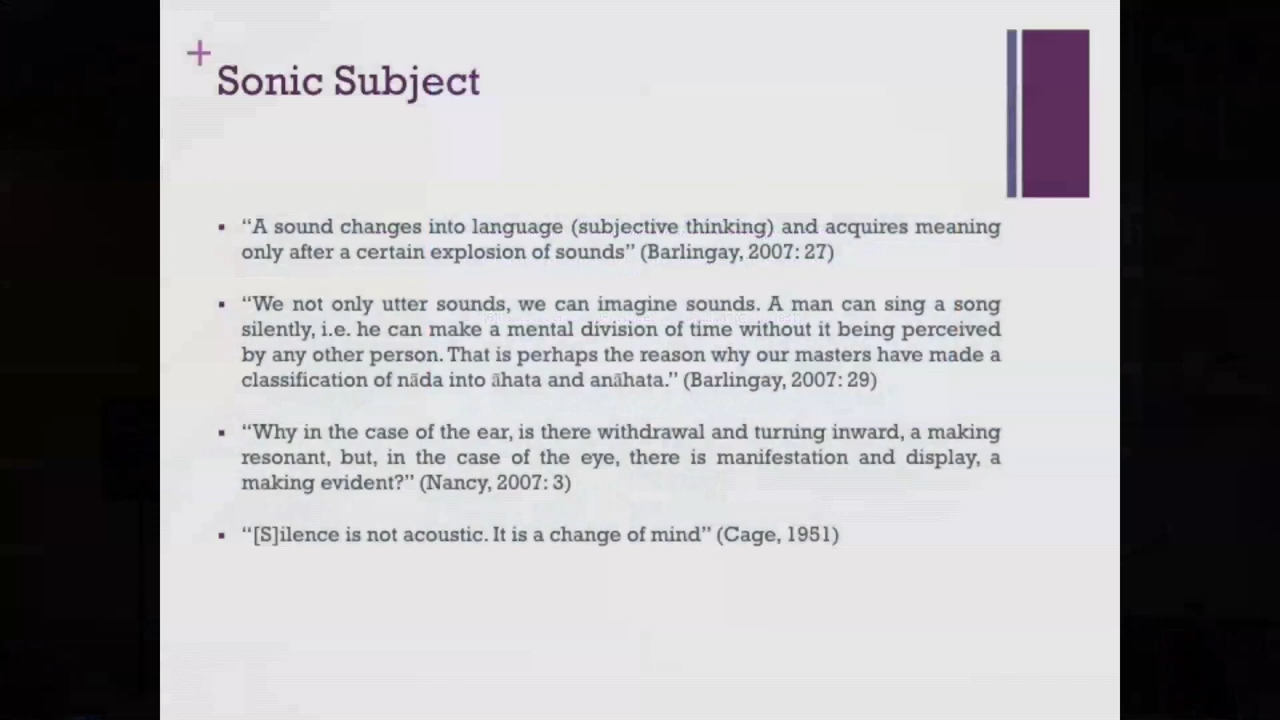 +
Sonic Subject
▪ “A sound changes into language (subjective thinking) and acquires meaning
only after a certain explosion of sounds” (Barlingay, 2007: 27)
▪ “We not only utter sounds, we can imagine sounds. A man can sing a song
silently, i.e. he can make a mental division of time without it being perceived
by any other person. That is perhaps the reason why our masters have made a
classification of nāda into āhata and anāhata.” (Barlingay, 2007: 29)
▪ “Why in the case of the ear, is there withdrawal and turning inward, a making
resonant, but, in the case of the eye, there is manifestation and display, a
making evident?” (Nancy, 2007: 3)
▪ “[S]ilence is not acoustic. It is a change of mind” (Cage, 1951)